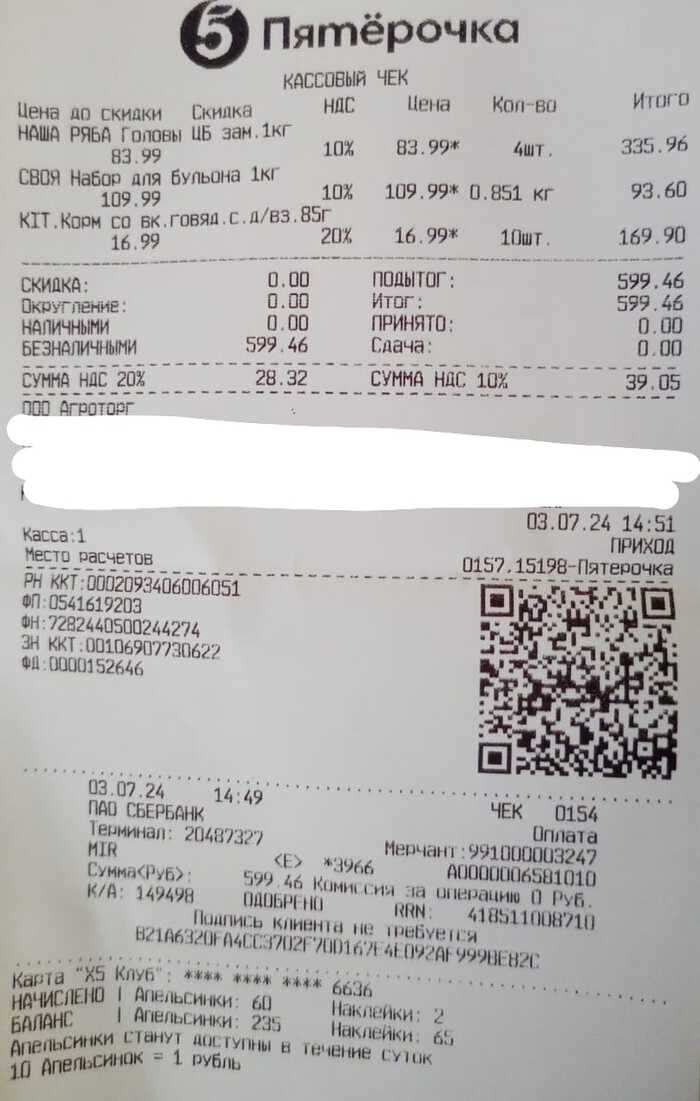 5 Пятёрочка
КАССОВЫЙ ЧЕК
Цена до скидки Скидка НДС Цена Кол-во Итого
НАША РЯБА Головы ЦБ зам.1кг
83.99 10% 83.99* 4шт. 335.96
СВОЯ Набор для бульона 1кг
109.99 10% 109.99* 0.851 кг 93.60
KIT.Корм со вк.говяд.с.д/вз.85г
16.99 20% 16.99* 10шт. 169.90
СКИДКА: 0.00 ПОДЫТОГ: 599.46
Округление: 0.00 Итог: 599.46
НАЛИЧНЫМИ 0.00 ПРИНЯТО: 0.00
БЕЗНАЛИЧНЫМИ 599.46 Сдача: 0.00
СУММА НДС 20% 28.32 СУММА НДС 10% 39.05
ООО Агроторг
03.07.24 14:51
Касса:1 ПРИХОД
Место расчетов 0157.15198-Пятерочка
РН ККТ:0002093406006051
ФП:0541619203
ФН:7282440500244274
ЗН ККТ:00106907730622
ФД:0000152646
03.07.24 14:49 ЧЕК 0154
ПАО СБЕРБАНК Оплата
Терминал: 20487327 Мерчант:991000003247
MIR <E> *3966 A0000006581010
Сумма<Руб>: 599.46 Комиссия за операцию 0 Руб.
К/А: 149498 ОДОБРЕНО RRN: 418511008710
Подпись клиента не требуется
B21A6320FA4CC3702F70D167E4E092AF999BE82C
Карта "X5 Клуб": **** **** **** 6636
НАЧИСЛЕНО | Апельсинки: 60 Наклейки: 2
БАЛАНС | Апельсинки: 235 Наклейки: 65
Апельсинки станут доступны в течение суток
10 Апельсинок = 1 рубль